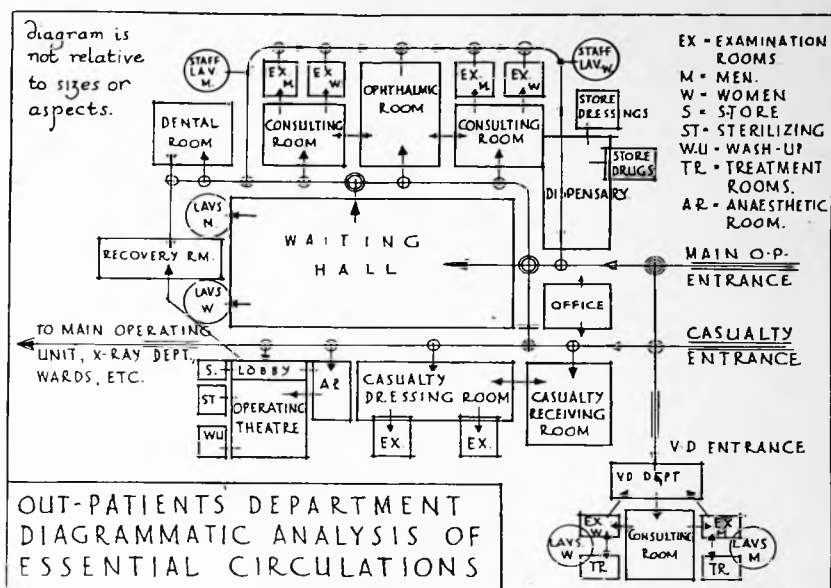 diagram is
not relative
to sizes or
aspects.
STAFF
LAV.
M.
EX.
M
EX.
W
OPHTHALMIC
ROOM
EX.
M
EX.
W
STAFF
LAV. W
EX = EXAMINATION
ROOMS
M = MEN.
W = WOMEN
S = STORE
ST = STERILIZING
W.U = WASH-UP
TR = TREATMENT
ROOMS.
AR = ANAESTHETIC
ROOM.
DENTAL
ROOM
CONSULTING
ROOM
CONSULTING
ROOM
STORE
DRESSINGS
STORE
DRUGS
DISPENSARY
LAVS
M.
WAITING
HALL
RECOVERY RM.
LAVS
W
MAIN O.P.
ENTRANCE
OFFICE
TO MAIN OPERATING
UNIT, X-RAY DEPT,
WARDS, ETC.
CASUALTY
ENTRANCE
S.
LOBBY
ST
OPERATING
THEATRE
WU
AR
CASUALTY
DRESSING ROOM
EX.
EX.
CASUALTY
RECEIVING
ROOM
V.D ENTRANCE
VD DEPT
EX
W
CONSULTING
ROOM
EX
M
LAVS
W
LAVS
M
TR
TR.
OUT-PATIENTS DEPARTMENT
DIAGRAMMATIC ANALYSIS OF
ESSENTIAL CIRCULATIONS